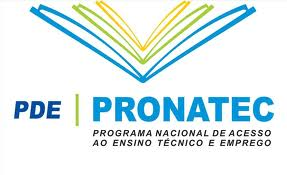 PDE | PRONATEC
PROGRAMA NACIONAL DE ACESSO
AO ENSINO TÉCNICO E EMPREGO